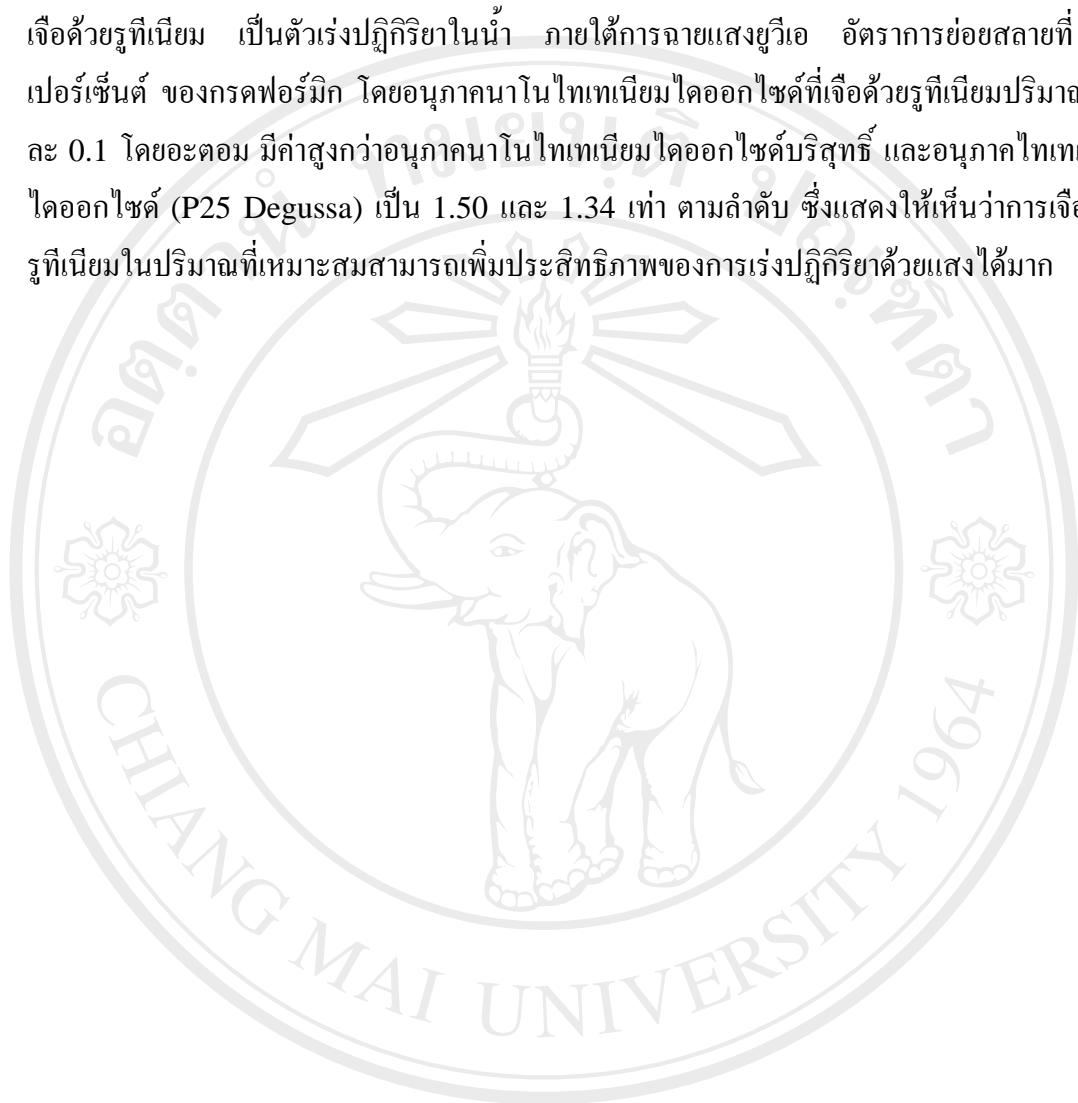 เจือด้วยรูทีเนียม เป็นตัวเร่งปฏิกิริยาในน้ำ ภายใต้การฉายแสงยูวีเอ อัตราการย่อยสลายที่
เปอร์เซ็นต์ ของกรดฟอร์มิก โดยอนุภาคนาโนไทเทเนียมไดออกไซด์ที่เจือด้วยรูทีเนียมปริมาณ
ละ 0.1 โดยอะตอม มีค่าสูงกว่าอนุภาคนาโนไทเทเนียมไดออกไซด์บริสุทธิ์ และอนุภาคไทเท
ไดออกไซด์ (P25 Degussa) เป็น 1.50 และ 1.34 เท่า ตามลำดับ ซึ่งแสดงให้เห็นว่าการเจือ
รูทีเนียมในปริมาณที่เหมาะสมสามารถเพิ่มประสิทธิภาพของการเร่งปฏิกิริยาด้วยแสงได้มาก
อตฺตานํ ทมยนฺติ ปณฺฑิตา
CHIANG MAI UNIVERSITY 1964